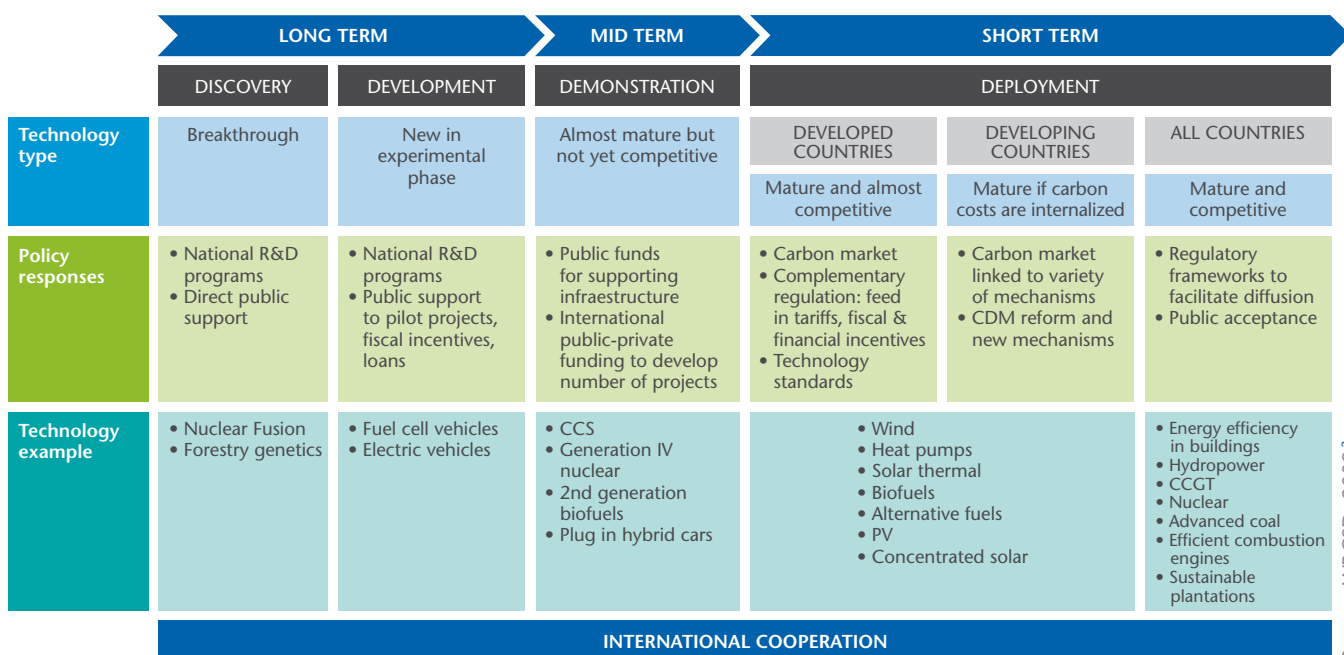 LONG TERM
MID TERM
SHORT TERM
DISCOVERY
DEVELOPMENT
DEMONSTRATION
DEPLOYMENT
Technology
type
Breakthrough
New in
experimental
phase
Almost mature but
not yet competitive
DEVELOPED
COUNTRIES
DEVELOPING
COUNTRIES
ALL COUNTRIES
Mature and almost
competitive
Mature if carbon
costs are internalized
Mature and
competitive
Policy
responses
• National R&D
programs
• Direct public
support
• National R&D
programs
• Public support
to pilot projects,
fiscal incentives,
loans
• Public funds
for supporting
infraestructure
• International
public-private
funding to develop
number of projects
• Carbon market
• Complementary
regulation: feed
in tariffs, fiscal &
financial incentives
• Technology
standards
• Carbon market
linked to variety
of mechanisms
• CDM reform and
new mechanisms
• Regulatory
frameworks to
facilitate diffusion
• Public acceptance
Technology
example
• Nuclear Fusion
• Forestry genetics
• Fuel cell vehicles
• Electric vehicles
• CCS
• Generation IV
nuclear
• 2nd generation
biofuels
• Plug in hybrid cars
• Wind
• Heat pumps
• Solar thermal
• Biofuels
• Alternative fuels
• PV
• Concentrated solar
• Energy efficiency
in buildings
• Hydropower
• CCGT
• Nuclear
• Advanced coal
• Efficient combustion
engines
• Sustainable
plantations
INTERNATIONAL COOPERATION